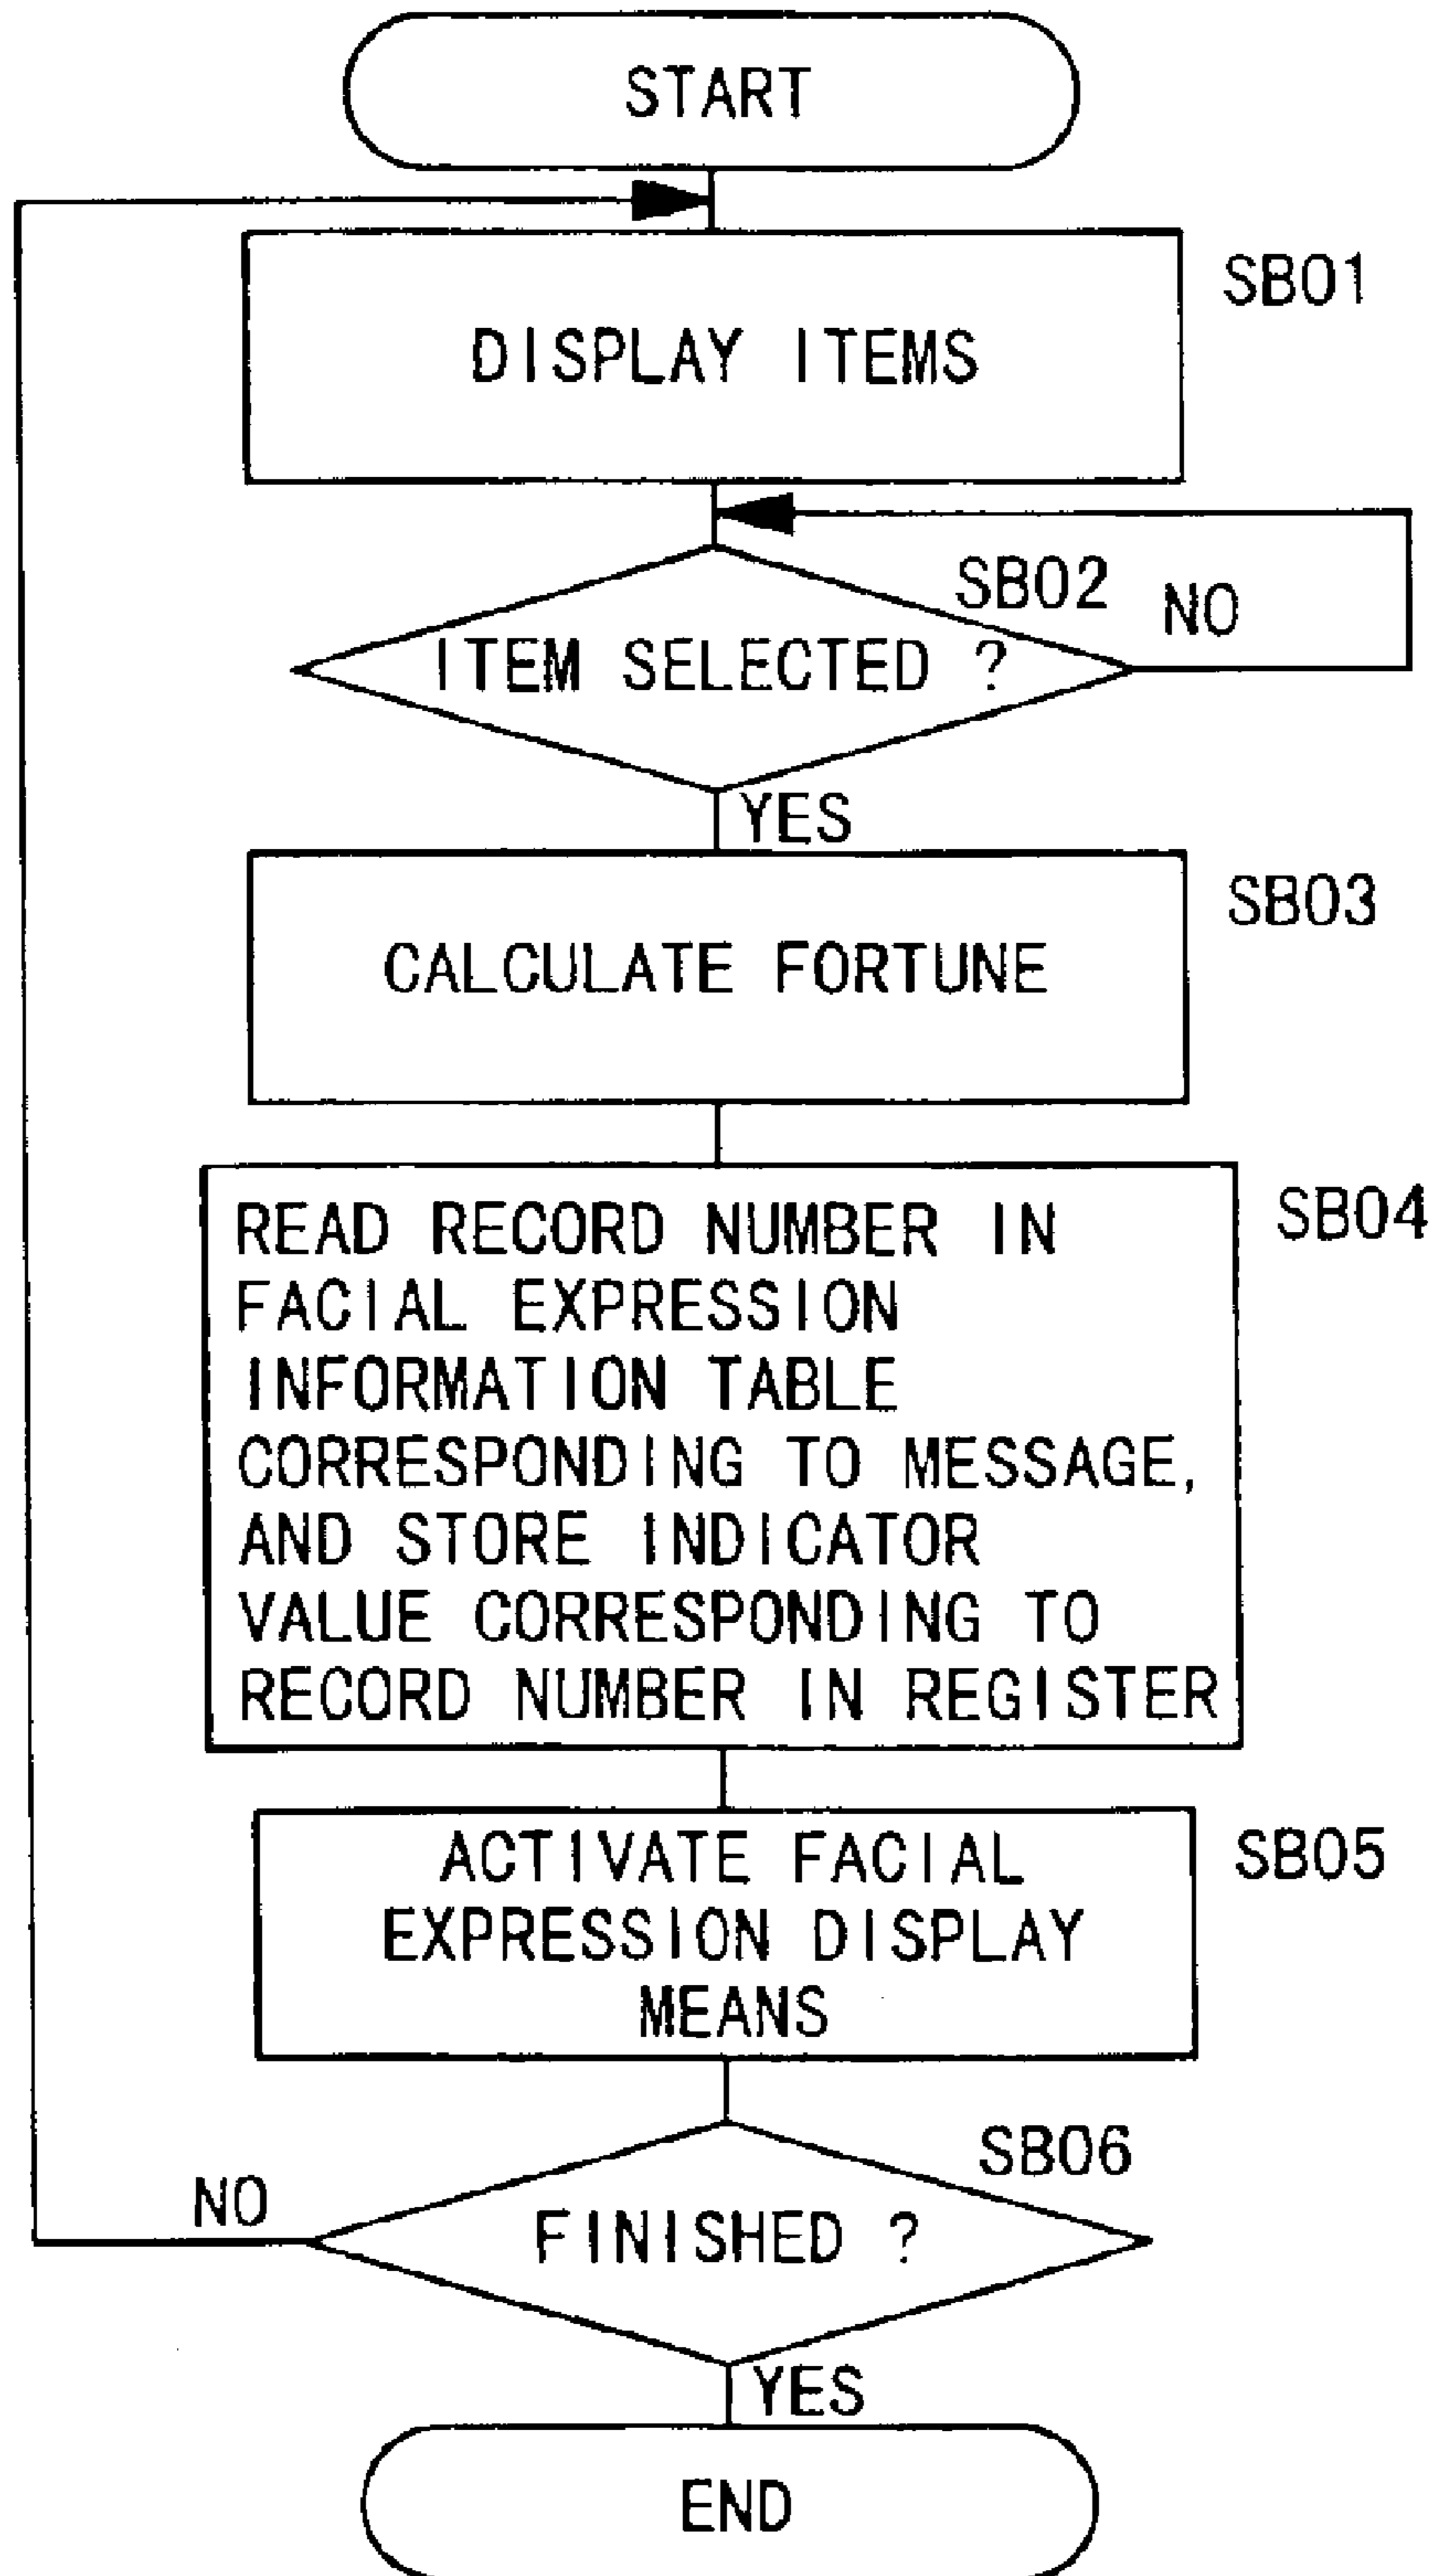 START
SB01
DISPLAY ITEMS
SB02
NO
ITEM SELECTED ?
YES
SB03
CALCULATE FORTUNE
SB04
READ RECORD NUMBER IN
FACIAL EXPRESSION
INFORMATION TABLE
CORRESPONDING TO MESSAGE,
AND STORE INDICATOR
VALUE CORRESPONDING TO
RECORD NUMBER IN REGISTER
SB05
ACTIVATE FACIAL
EXPRESSION DISPLAY
MEANS
SB06
NO
FINISHED ?
YES
END